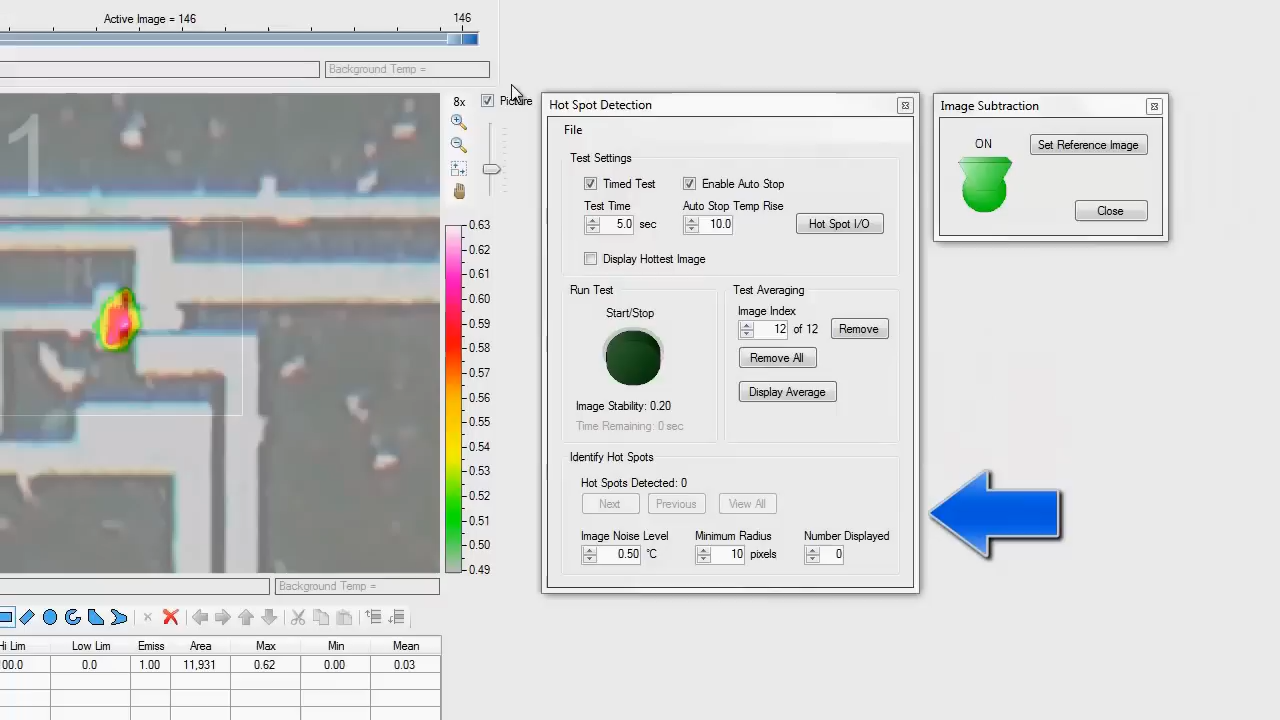 Active Image = 146
146
Background Temp =
1
8x
Picture
0.63
0.62
0.61
0.60
0.59
0.58
0.57
0.56
0.55
0.54
0.53
0.52
0.51
0.50
0.49
Background Temp =
Hi Lim Low Lim Emiss Area Max Min Mean
00.0 0.0 1.00 11,931 0.62 0.00 0.03
Hot Spot Detection
File
Test Settings
Timed Test Enable Auto Stop
Test Time Auto Stop Temp Rise
5.0 sec 10.0 Hot Spot I/O
Display Hottest Image
Run Test
Start/Stop
Image Stability: 0.20
Time Remaining: 0 sec
Test Averaging
Image Index
12 of 12 Remove
Remove All
Display Average
Identify Hot Spots
Hot Spots Detected: 0
Next Previous View All
Image Noise Level Minimum Radius Number Displayed
0.50 °C 10 pixels 0
Image Subtraction
ON
Set Reference Image
Close